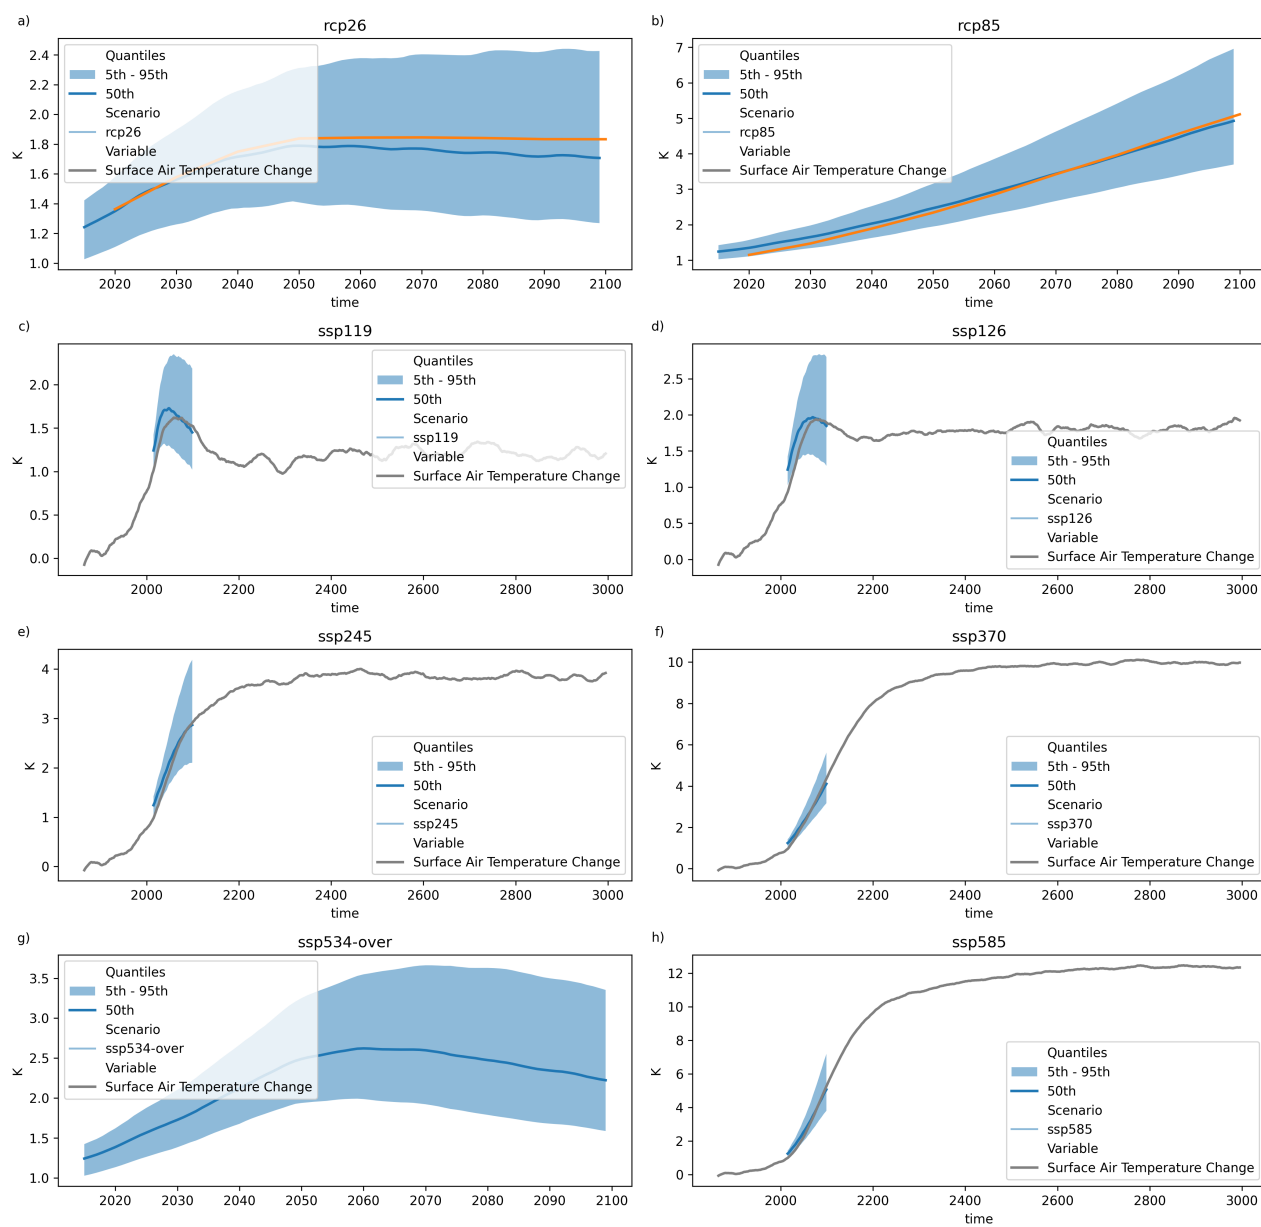 a)
rcp26
2.4
2.2
2.0
1.8
1.6
1.4
1.2
1.0
K
Quantiles
5th - 95th
50th
Scenario
rcp26
Variable
Surface Air Temperature Change
2020 2030 2040 2050 2060 2070 2080 2090 2100
time
b)
rcp85
7
6
5
4
3
2
1
K
Quantiles
5th - 95th
50th
Scenario
rcp85
Variable
Surface Air Temperature Change
2020 2030 2040 2050 2060 2070 2080 2090 2100
time
c)
ssp119
2.0
1.5
1.0
0.5
0.0
K
Quantiles
5th - 95th
50th
Scenario
ssp119
Variable
Surface Air Temperature Change
2000 2200 2400 2600 2800 3000
time
d)
ssp126
2.5
2.0
1.5
1.0
0.5
0.0
K
Quantiles
5th - 95th
50th
Scenario
ssp126
Variable
Surface Air Temperature Change
2000 2200 2400 2600 2800 3000
time
e)
ssp245
4
3
2
1
0
K
Quantiles
5th - 95th
50th
Scenario
ssp245
Variable
Surface Air Temperature Change
2000 2200 2400 2600 2800 3000
time
f)
ssp370
10
8
6
4
2
0
K
Quantiles
5th - 95th
50th
Scenario
ssp370
Variable
Surface Air Temperature Change
2000 2200 2400 2600 2800 3000
time
g)
ssp534-over
3.5
3.0
2.5
2.0
1.5
1.0
K
Quantiles
5th - 95th
50th
Scenario
ssp534-over
Variable
Surface Air Temperature Change
2020 2030 2040 2050 2060 2070 2080 2090 2100
time
h)
ssp585
12
10
8
6
4
2
0
K
Quantiles
5th - 95th
50th
Scenario
ssp585
Variable
Surface Air Temperature Change
2000 2200 2400 2600 2800 3000
time